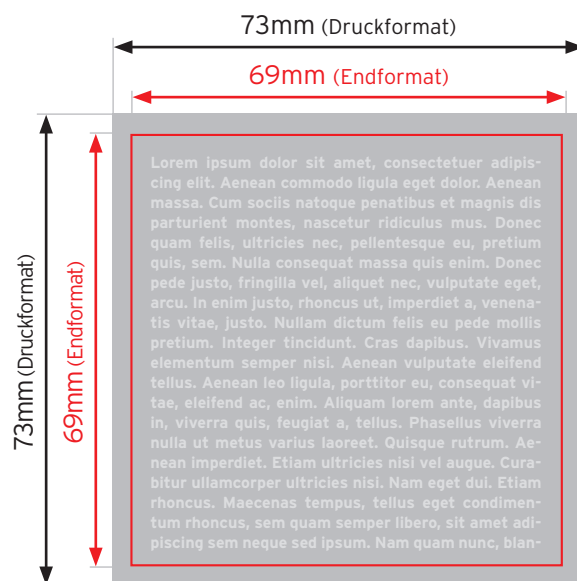 73mm (Druckformat)
69mm (Endformat)
73mm (Druckformat)
69mm (Endformat)
Lorem ipsum dolor sit amet, consectetuer adipis-
cing elit. Aenean commodo ligula eget dolor. Aenean
massa. Cum sociis natoque penatibus et magnis dis
parturient montes, nascetur ridiculus mus. Donec
quam felis, ultricies nec, pellentesque eu, pretium
quis, sem. Nulla consequat massa quis enim. Donec
pede justo, fringilla vel, aliquet nec, vulputate eget,
arcu. In enim justo, rhoncus ut, imperdiet a, venena-
tis vitae, justo. Nullam dictum felis eu pede mollis
pretium. Integer tincidunt. Cras dapibus. Vivamus
elementum semper nisi. Aenean vulputate eleifend
tellus. Aenean leo ligula, porttitor eu, consequat vi-
tae, eleifend ac, enim. Aliquam lorem ante, dapibus
in, viverra quis, feugiat a, tellus. Phasellus viverra
nulla ut metus varius laoreet. Quisque rutrum. Ae-
nean imperdiet. Etiam ultricies nisi vel augue. Cura-
bitur ullamcorper ultricies nisi. Nam eget dui. Etiam
rhoncus. Maecenas tempus, tellus eget condimen-
tum rhoncus, sem quam semper libero, sit amet adi-
piscing sem neque sed ipsum. Nam quam nunc, blan-